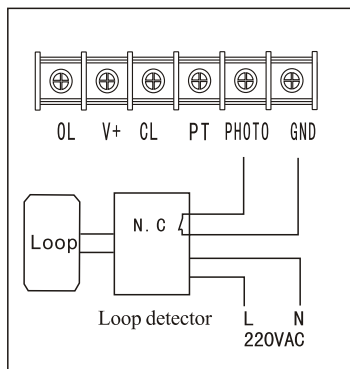 OL V+ CL PT PHOTO GND
N. C
Loop
Loop detector
L N
220VAC